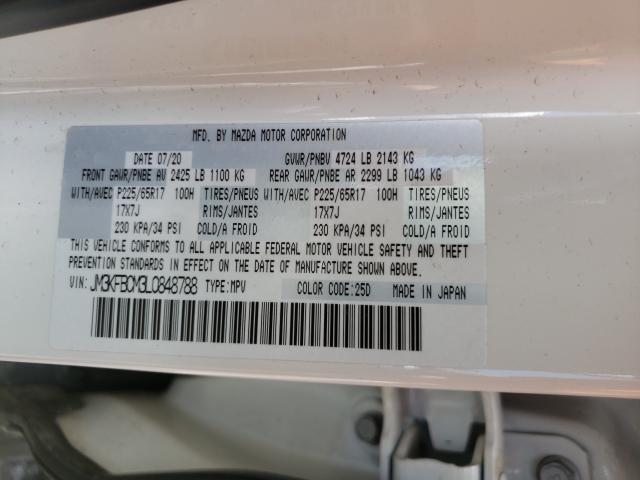 MFD. BY MAZDA MOTOR CORPORATION
DATE 07/20 GVWR/PNBV 4724 LB 2143 KG
FRONT GAWR/PNBE AV 2425 LB 1100 KG REAR GAWR/PNBE AR 2299 LB 1043 KG
WITH/AVEC P225/65R17 100H TIRES/PNEUS WITH/AVEC P225/65R17 100H TIRES/PNEUS
17X7J RIMS/JANTES 17X7J RIMS/JANTES
230 KPA/34 PSI COLD/A FROID 230 KPA/34 PSI COLD/A FROID
THIS VEHICLE CONFORMS TO ALL APPLICABLE FEDERAL MOTOR VEHICLE SAFETY AND THEFT
PREVENTION STANDARDS IN EFFECT ON THE DATE OF MANUFACTURE SHOWN ABOVE.
VIN: JM3KFBCM3L0848788 TYPE:MPV COLOR CODE:25D MADE IN JAPAN